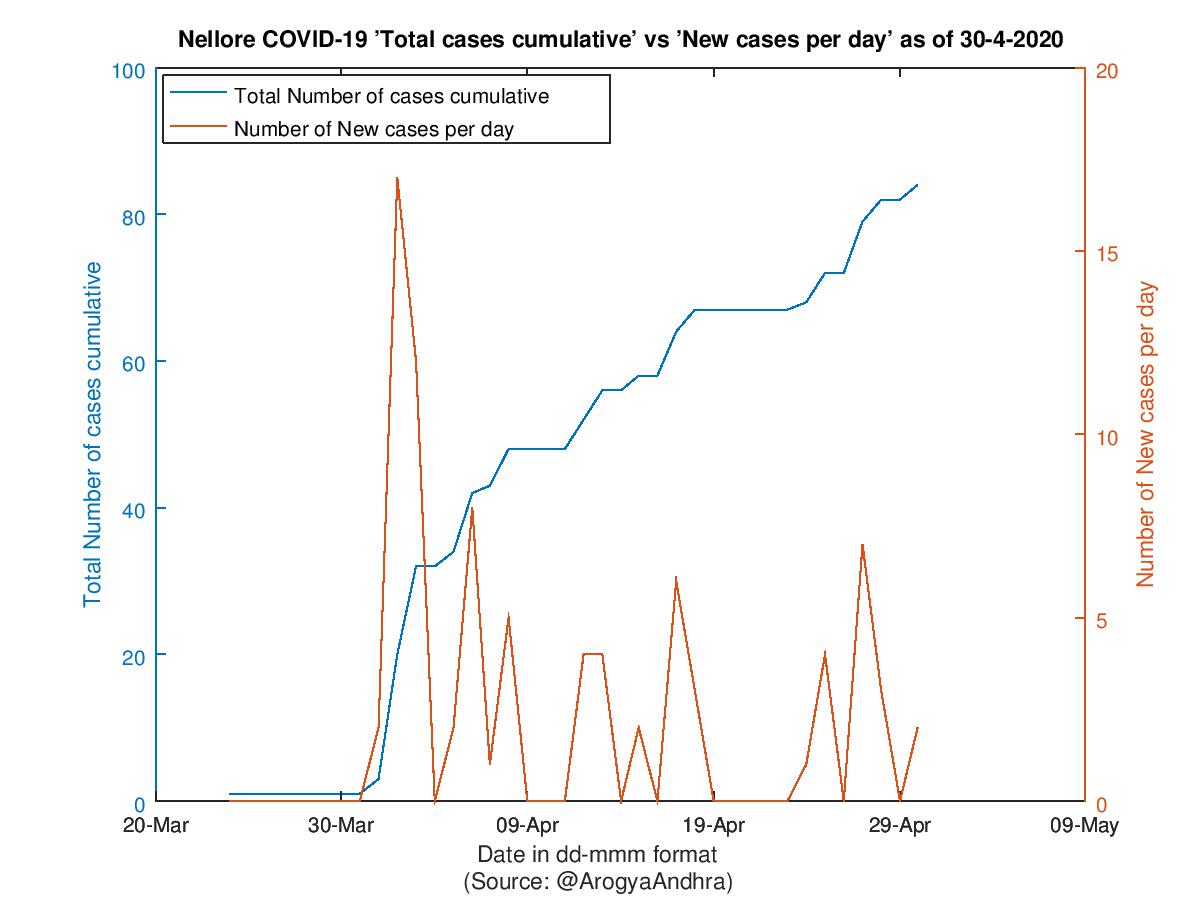 Nellore COVID-19 ’Total cases cumulative’ vs ’New cases per day’ as of 30-4-2020
Total Number of cases cumulative
Number of New cases per day
100
80
60
40
20
0
Total Number of cases cumulative
20
15
10
5
0
Number of New cases per day
20-Mar 30-Mar 09-Apr 19-Apr 29-Apr 09-May
Date in dd-mmm format
(Source: @ArogyaAndhra)